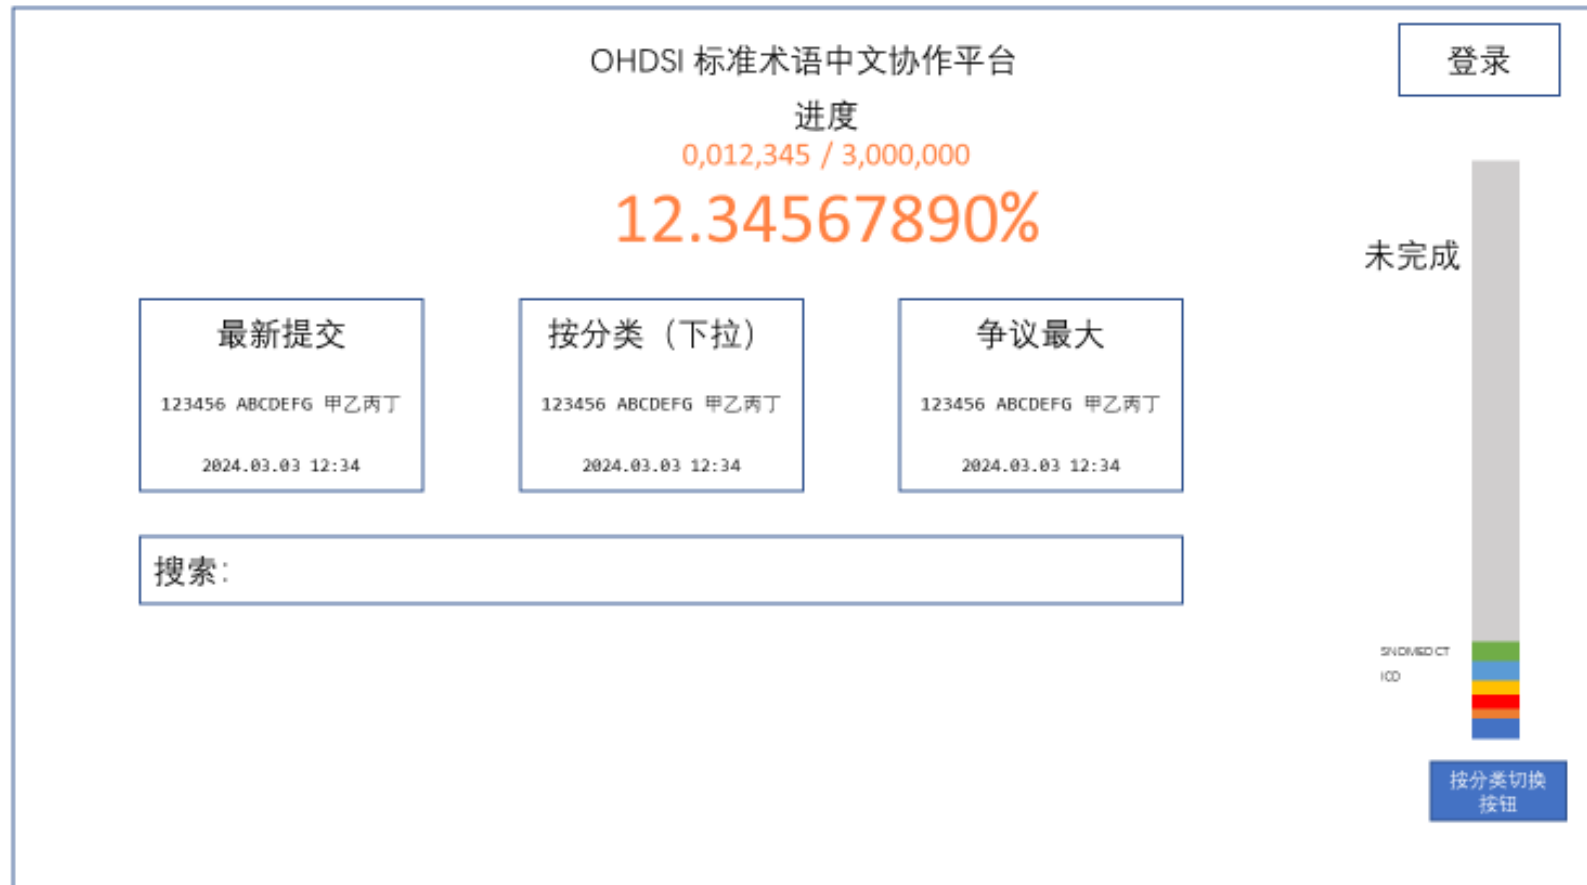 OHDSI 标准术语中文协作平台
登录
进度
0,012,345 / 3,000,000
12.34567890%
未完成
最新提交
123456 ABCDEFG 甲乙丙丁
2024.03.03 12:34
按分类（下拉）
123456 ABCDEFG 甲乙丙丁
2024.03.03 12:34
争议最大
123456 ABCDEFG 甲乙丙丁
2024.03.03 12:34
搜索：
SNOMED CT
ICD
按分类切换
按钮